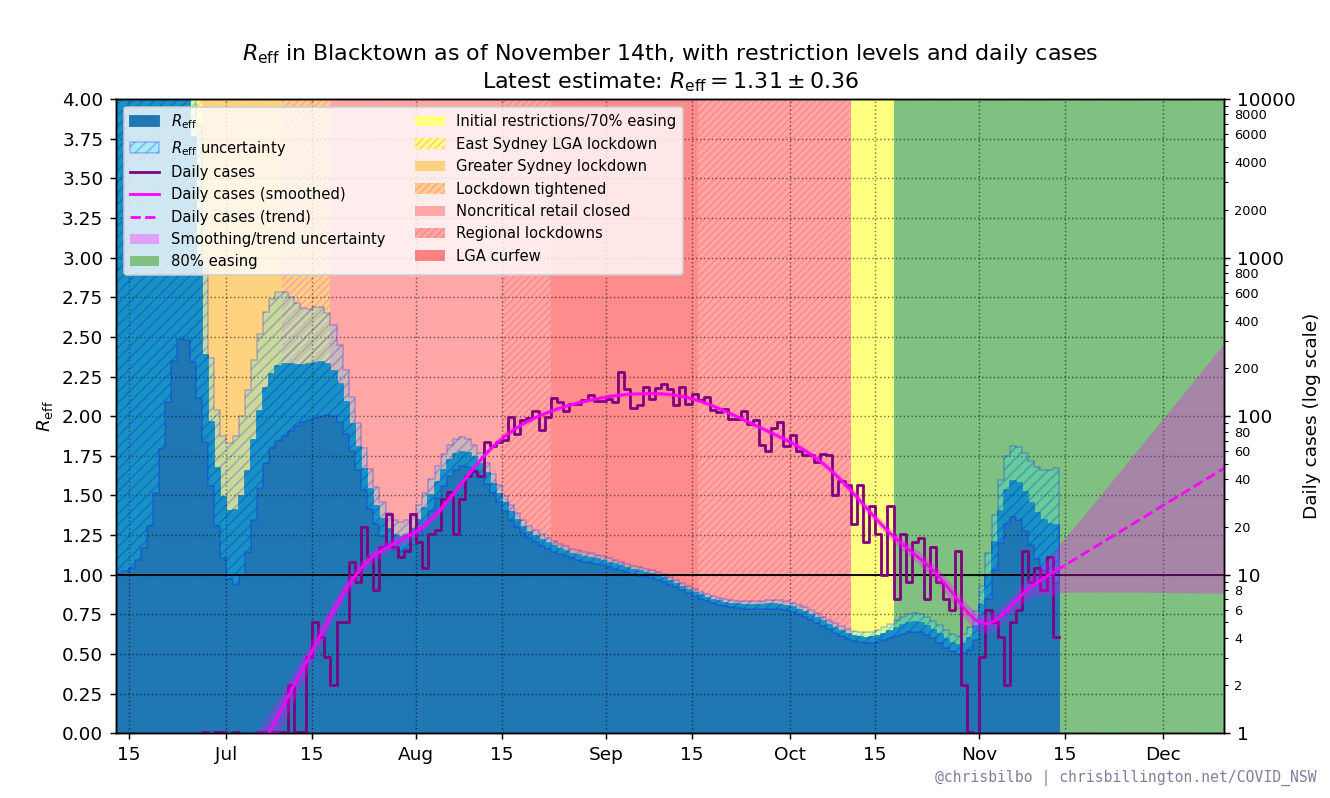 Reff in Blacktown as of November 14th, with restriction levels and daily cases
Latest estimate: Reff = 1.31 ± 0.36
Reff
4.00
3.75
3.50
3.25
3.00
2.75
2.50
2.25
2.00
1.75
1.50
1.25
1.00
0.75
0.50
0.25
0.00
Reff
Reff uncertainty
Daily cases
Daily cases (smoothed)
Daily cases (trend)
Smoothing/trend uncertainty
80% easing
Initial restrictions/70% easing
East Sydney LGA lockdown
Greater Sydney lockdown
Lockdown tightened
Noncritical retail closed
Regional lockdowns
LGA curfew
10000
8000
6000
4000
2000
1000
800
600
400
200
100
80
60
40
20
10
8
6
4
2
1
Daily cases (log scale)
15 Jul 15 Aug 15 Sep 15 Oct 15 Nov 15 Dec
@chrisbilbo | chrisbillington.net/COVID_NSW